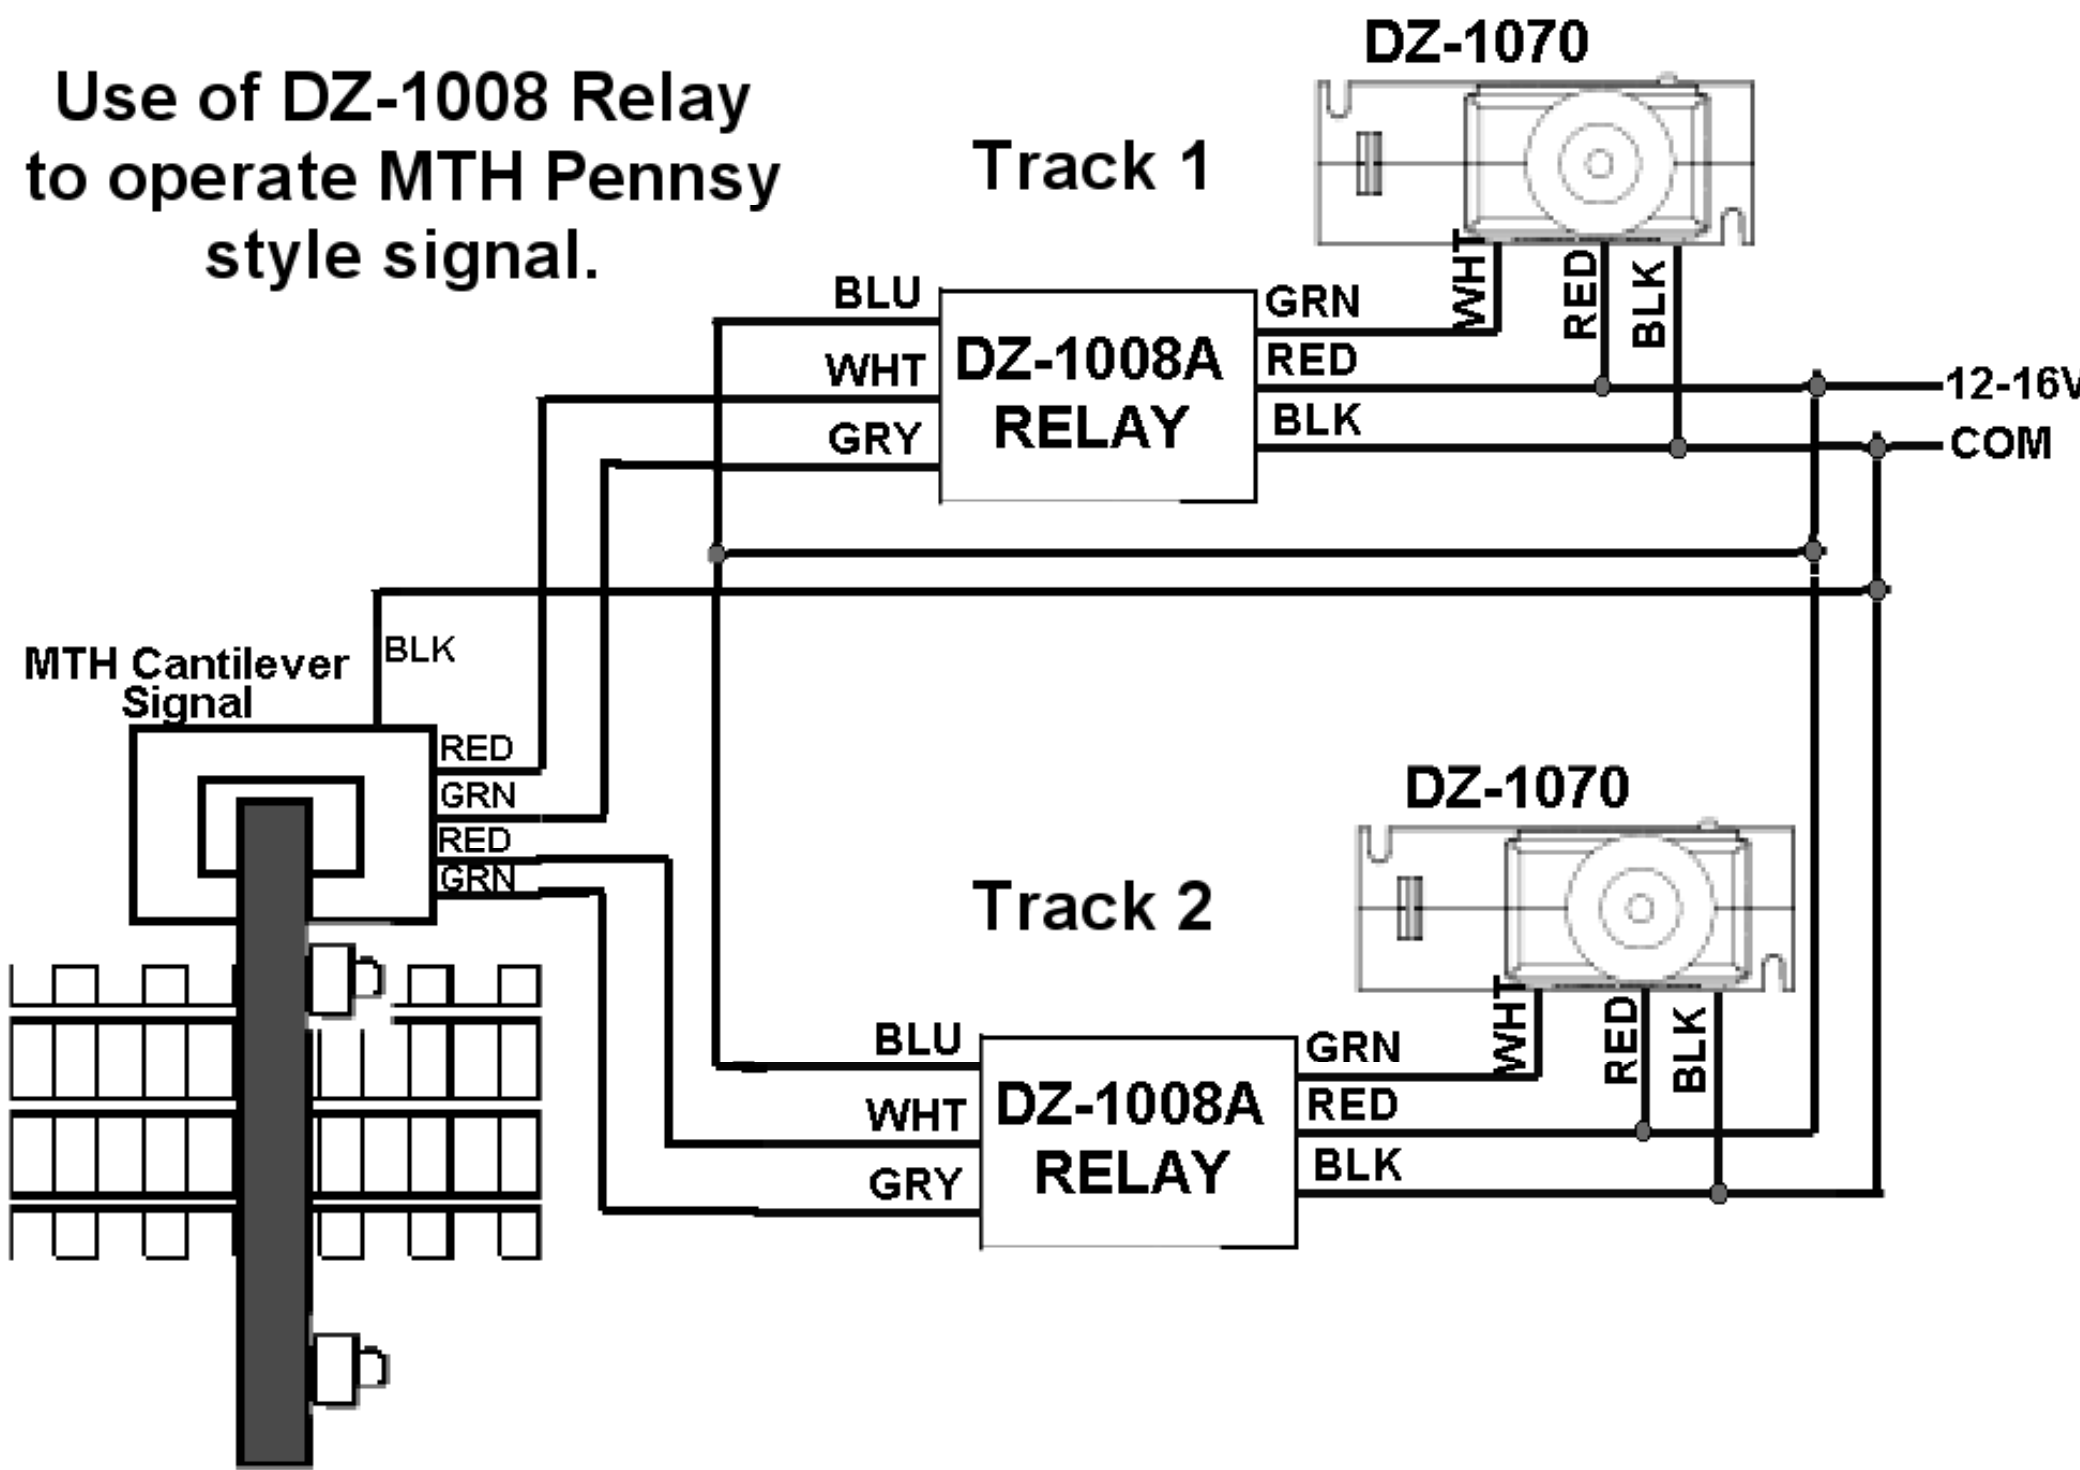 Use of DZ-1008 Relay
to operate MTH Pennsy
style signal.
DZ-1070
Track 1
WHT
RED
BLK
BLU
WHT
GRY
DZ-1008A
RELAY
GRN
RED
BLK
12-16V
COM
MTH Cantilever
Signal
BLK
RED
GRN
RED
GRN
DZ-1070
Track 2
WHT
RED
BLK
BLU
WHT
GRY
DZ-1008A
RELAY
GRN
RED
BLK